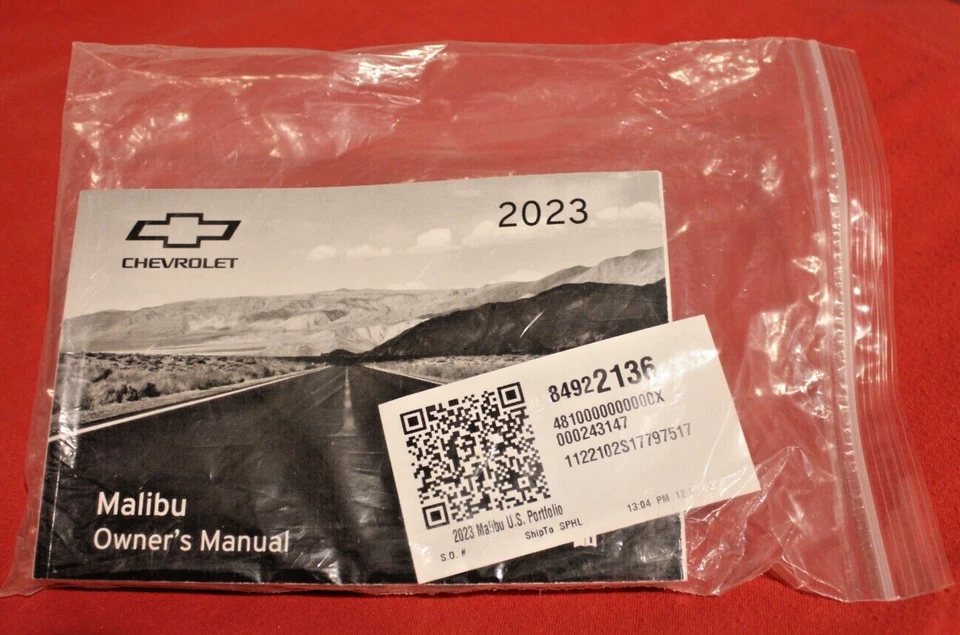 2023
CHEVROLET
Malibu
Owner's Manual
84922136
4810000000000X
000243147
1122102S17797517
2023 Malibu U.S. Portfolio
S.O. #
ShipTo SPHL
13:04 PM